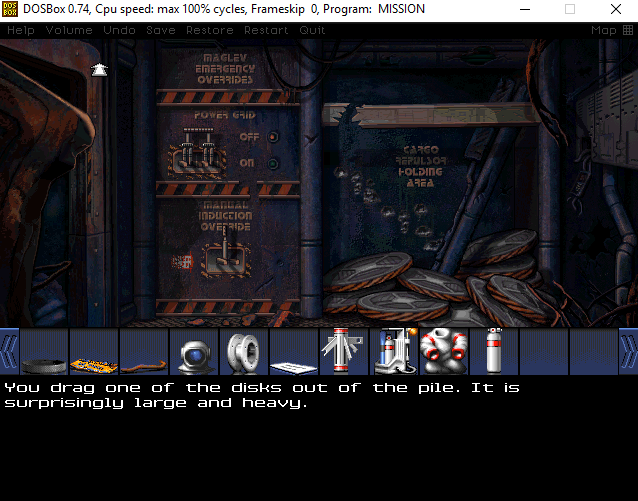 DOSBox 0.74, Cpu speed: max 100% cycles, Frameskip 0, Program: MISSION
Help Volume Undo Save Restore Restart Quit Map
MAGLEV
EMERGENCY
OVERRIDES
POWER GRID
OFF
ON
CARGO
REPULSOR
HOLDING
AREA
MANUAL
INDUCTION
OVERRIDE
You drag one of the disks out of the pile. It is
surprisingly large and heavy.